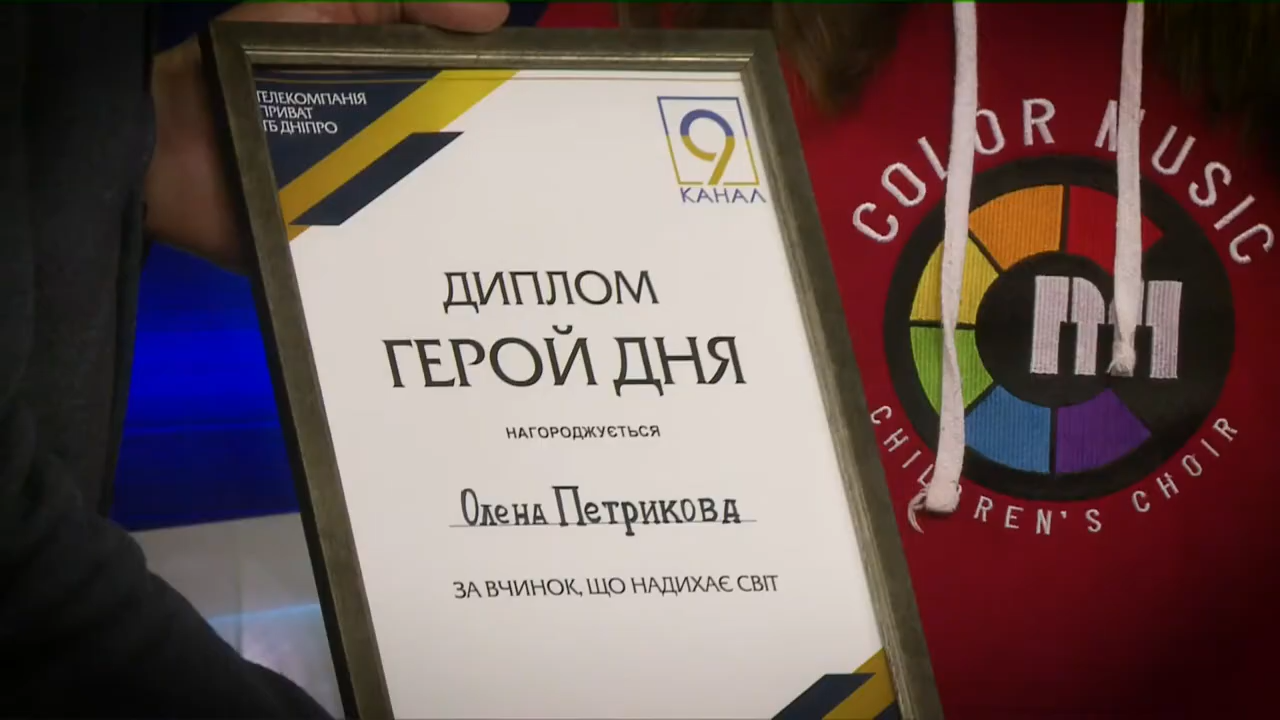 ТЕЛЕКОМПАНІЯ
ПРИВАТ
ТБ ДНІПРО
9
КАНАЛ
ДИПЛОМ
ГЕРОЙ ДНЯ
НАГОРОДЖУЄТЬСЯ
Олена Петрикова
ЗА ВЧИНОК, ЩО НАДИХАЄ СВІТ
COLOR MUSIC
m
CHILDREN'S CHOIR